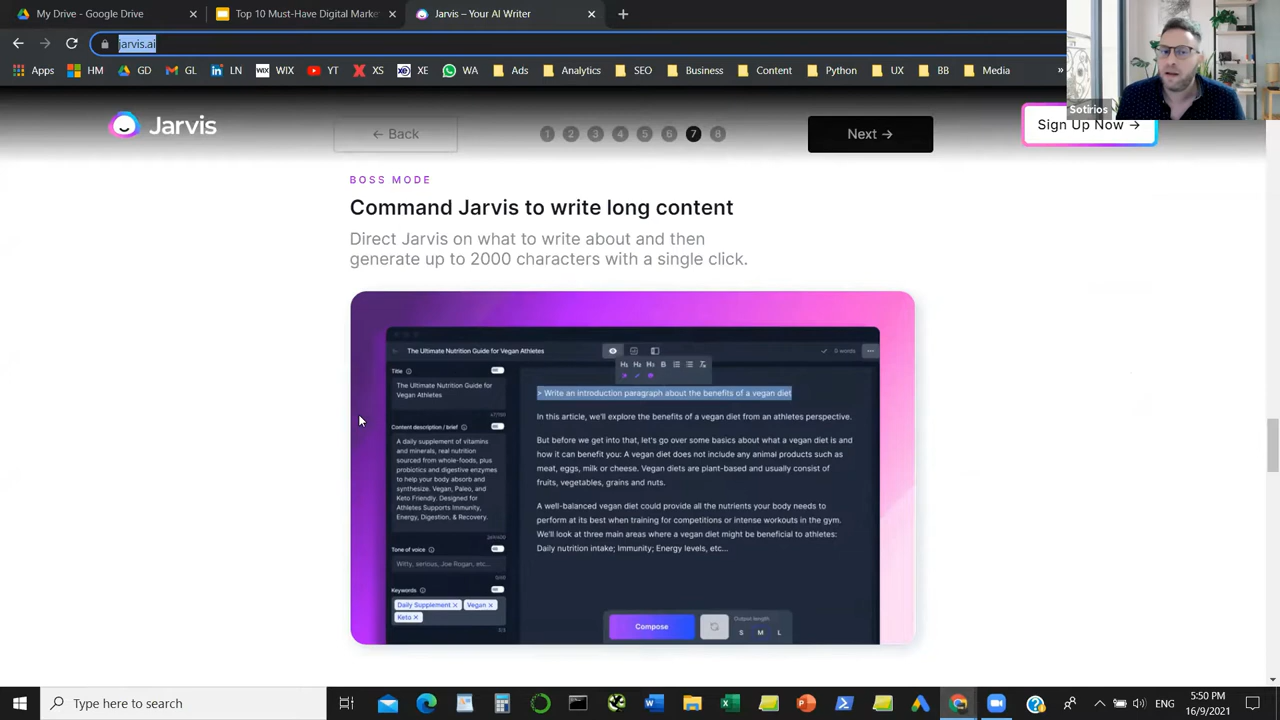 HM Digital
Top 10 Must-Have Digital Marke
Jarvis - Your AI Writer
jarvis.ai
Apps
HM
GD
GL
LN
WIX
YT
XS
XE
WA
Ads
Analytics
SEO
Business
Content
Python
UX
BB
Media
»
Sotirios
Jarvis
← Back
1 2 3 4 5 6 7 8
Next →
Sign Up Now →
BOSS MODE
Command Jarvis to write long content
Direct Jarvis on what to write about and then
generate up to 2000 characters with a single click.
The Ultimate Nutrition Guide for Vegan Athletes
0 words
H1 H2 H3 B
Title
The Ultimate Nutrition Guide for
Vegan Athletes
Content description / brief
A daily supplement of vitamins
and minerals, real nutrition
sourced from whole-foods, plus
probiotics and digestive enzymes
to help your body absorb and
synthesize. Vegan, Paleo, and
Keto Friendly. Designed for
Athletes Supports Immunity,
Energy, Digestion, & Recovery.
Tone of voice
Witty, serious, Joe Rogan, etc...
Keywords
Daily Supplement ×
Vegan ×
Keto ×
> Write an introduction paragraph about the benefits of a vegan diet
In this article, we'll explore the benefits of a vegan diet from an athletes perspective.
But before we get into that, let's go over some basics about what a vegan diet is and
how it can benefit you: A vegan diet does not include any animal products such as
meat, eggs, milk or cheese. Vegan diets are plant-based and usually consist of
fruits, vegetables, grains and nuts.
A well-balanced vegan diet could provide all the nutrients your body needs to
perform at its best when training for competitions or intense workouts in the gym.
We'll look at three main areas where a vegan diet might be beneficial to athletes:
Daily nutrition intake; Immunity; Energy levels, etc...
Compose
Output length
S M L
Type here to search
ENG
5:50 PM
16/9/2021